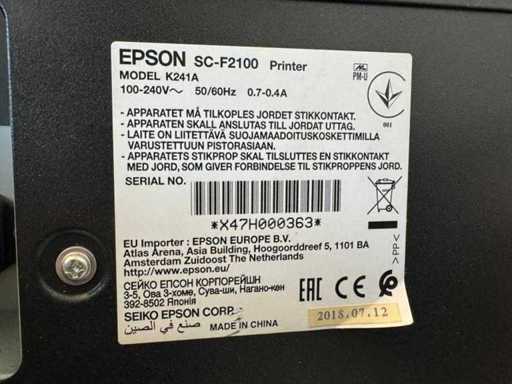 EPSON SC-F2100 Printer
MODEL K241A
100-240V~ 50/60Hz 0.7-0.4A
PM-U
001
- APPARATET MÅ TILKOPLES JORDET STIKKONTAKT.
- APPARATEN SKALL ANSLUTAS TILL JORDAT UTTAG.
- LAITE ON LIITETTÄVÄ SUOJAMAADOITUSKOSKETTIMILLA
VARUSTETTUUN PISTORASIAAN.
- APPARATETS STIKPROP SKAL TILSLUTTES EN STIKKONTAKT
MED JORD, SOM GIVER FORBINDELSE TIL STIKPROPPENS JORD.
SERIAL NO.
*X47H000363*
EU Importer : EPSON EUROPE B.V.
Atlas Arena, Asia Building, Hoogoorddreef 5, 1101 BA
Amsterdam Zuidoost The Netherlands
http://www.epson.eu/
>PP<
СЕЙКО ЕПСОН КОРПОРЕЙШН
3-5, Ова 3-хоме, Сува-ши, Нагано-кен
392-8502 Японія
EAC CE
SEIKO EPSON CORP.
صنع في الصين MADE IN CHINA
2018.07.12